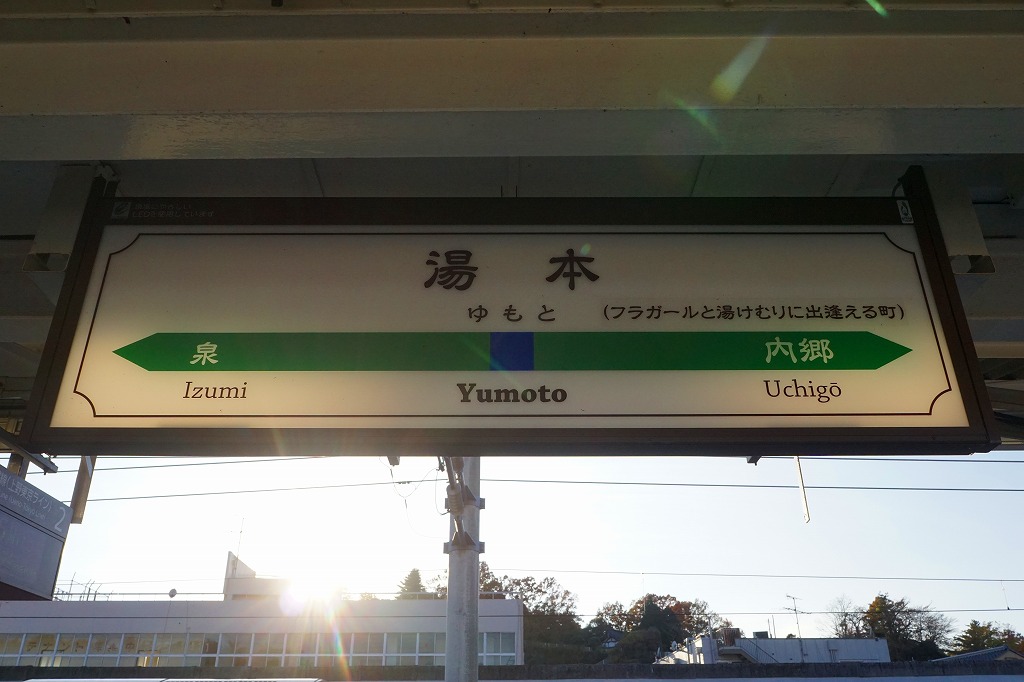 湯本
ゆもと
(フラガールと湯けむりに出逢える町)
泉 内郷
Izumi Yumoto Uchigō
2